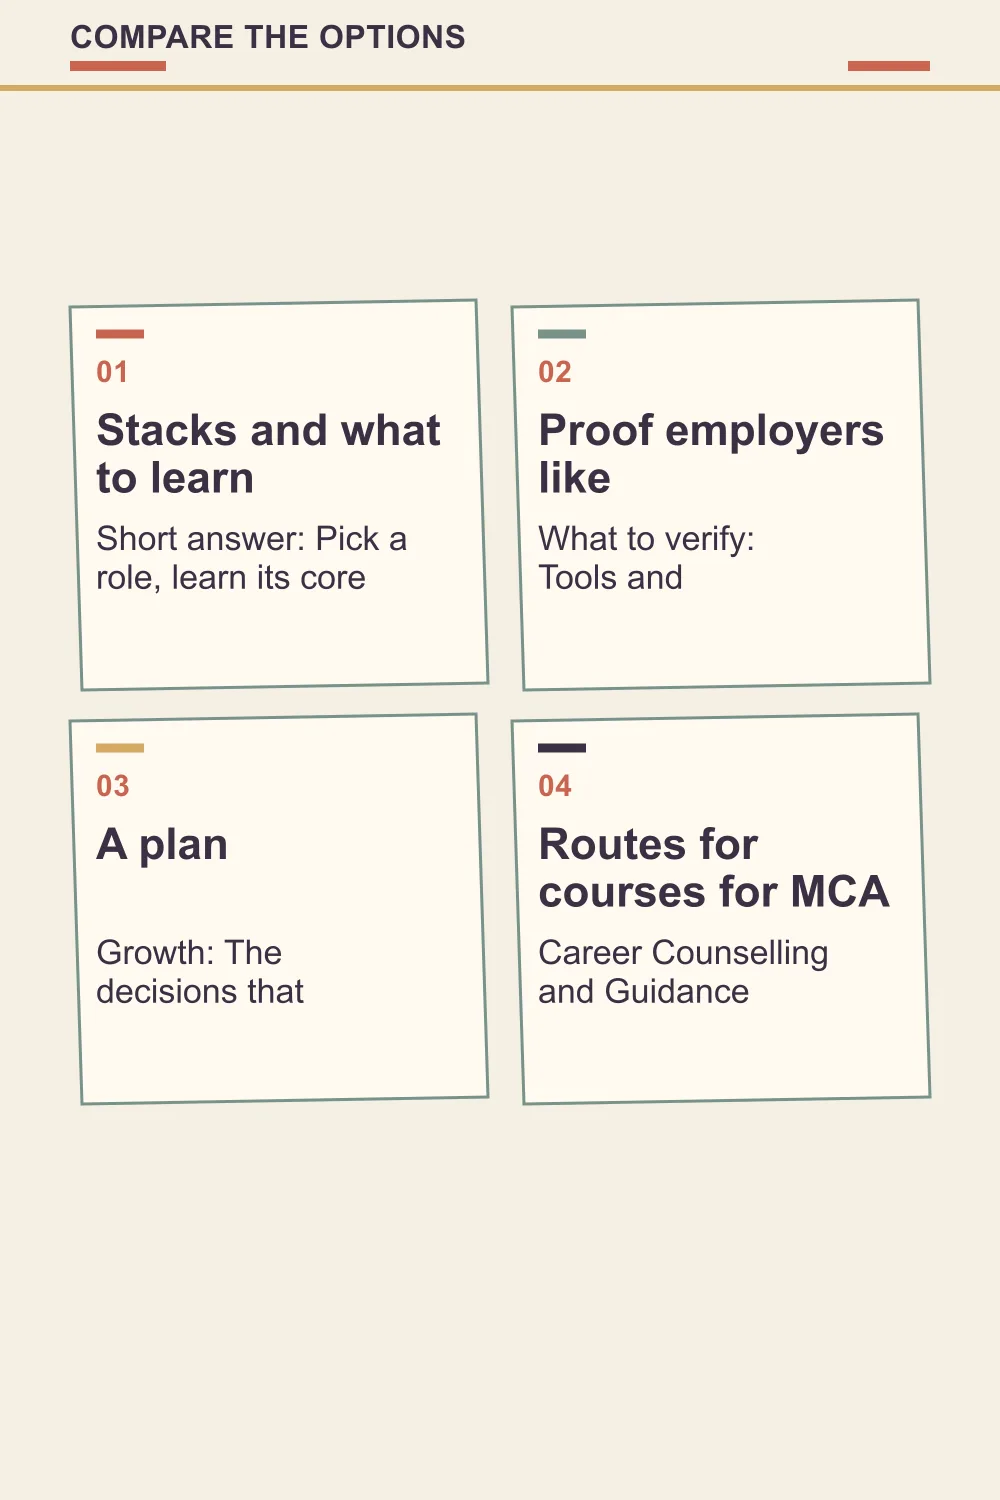 COMPARE THE OPTIONS
01
Stacks and what
to learn
Short answer: Pick a
role, learn its core
02
Proof employers
like
What to verify:
Tools and
03
A plan
Growth: The
decisions that
04
Routes for
courses for MCA
Career Counselling
and Guidance